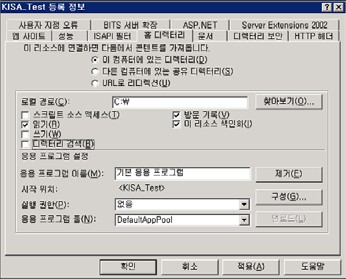 KISA_Test 등록 정보
사용자 지정 오류 BITS 서버 확장 ASP.NET Server Extensions 2002
웹 사이트 성능 ISAPI 필터 홈 디렉터리 문서 디렉터리 보안 HTTP 헤더
이 리소스에 연결하면 다음에서 콘텐트를 가져옵니다.
이 컴퓨터에 있는 디렉터리(D)
다른 컴퓨터에 있는 공유 디렉터리(S)
URL로 리디렉션(U)
로컬 경로(C): C:\ 찾아보기(O)...
스크립트 소스 액세스(T) 방문 기록(V)
읽기(R) 이 리소스 색인화(I)
쓰기(W)
디렉터리 검색(B)
응용 프로그램 설정
응용 프로그램 이름(M): 기본 응용 프로그램 제거(E)
시작 위치: <KISA_Test>
구성(G)...
실행 권한(P): 없음
응용 프로그램 풀(N): DefaultAppPool 언로드(L)
확인 취소 적용(A) 도움말